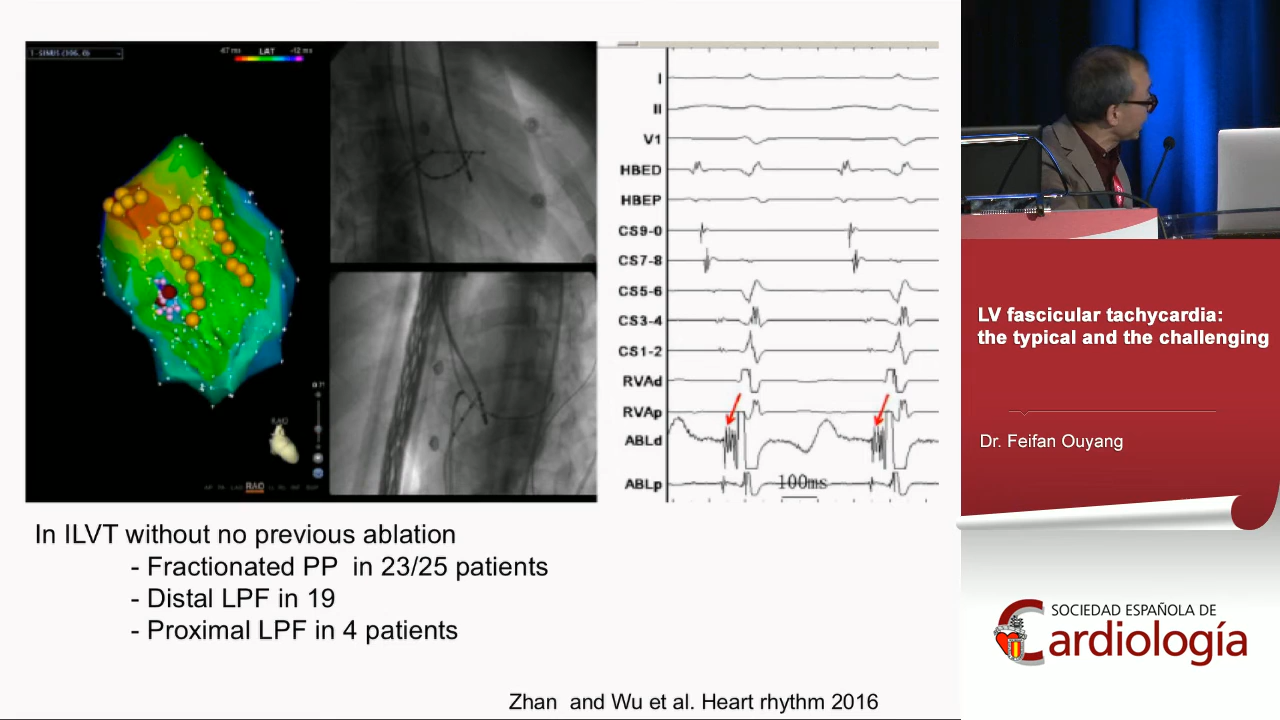 LAT
-12 ms
I
II
V1
HBED
HBEP
CS9-0
CS7-8
CS5-6
CS3-4
CS1-2
RVAd
RVAp
ABLd
ABLp
100ms
RAO
In ILVT without no previous ablation
- Fractionated PP in 23/25 patients
- Distal LPF in 19
- Proximal LPF in 4 patients
Zhan and Wu et al. Heart rhythm 2016
LV fascicular tachycardia:
the typical and the challenging
Dr. Feifan Ouyang
SOCIEDAD ESPAÑOLA DE
Cardiología